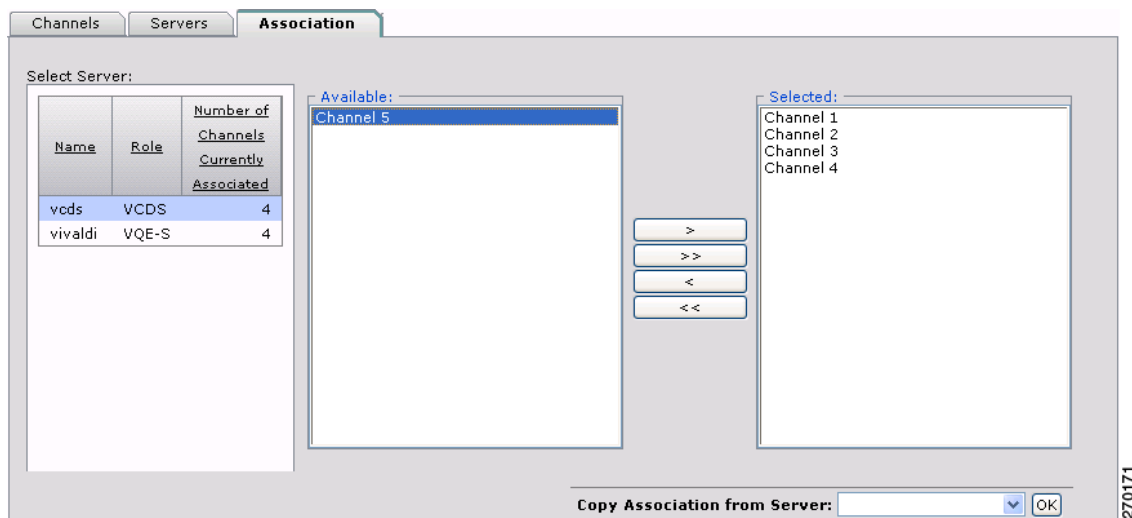 Channels Servers Association
Select Server:
Name Role Number of Channels Currently Associated
vcds VCDS 4
vivaldi VQE-S 4
Available:
Channel 5
>
>>
<
<<
Selected:
Channel 1
Channel 2
Channel 3
Channel 4
Copy Association from Server: OK
270171